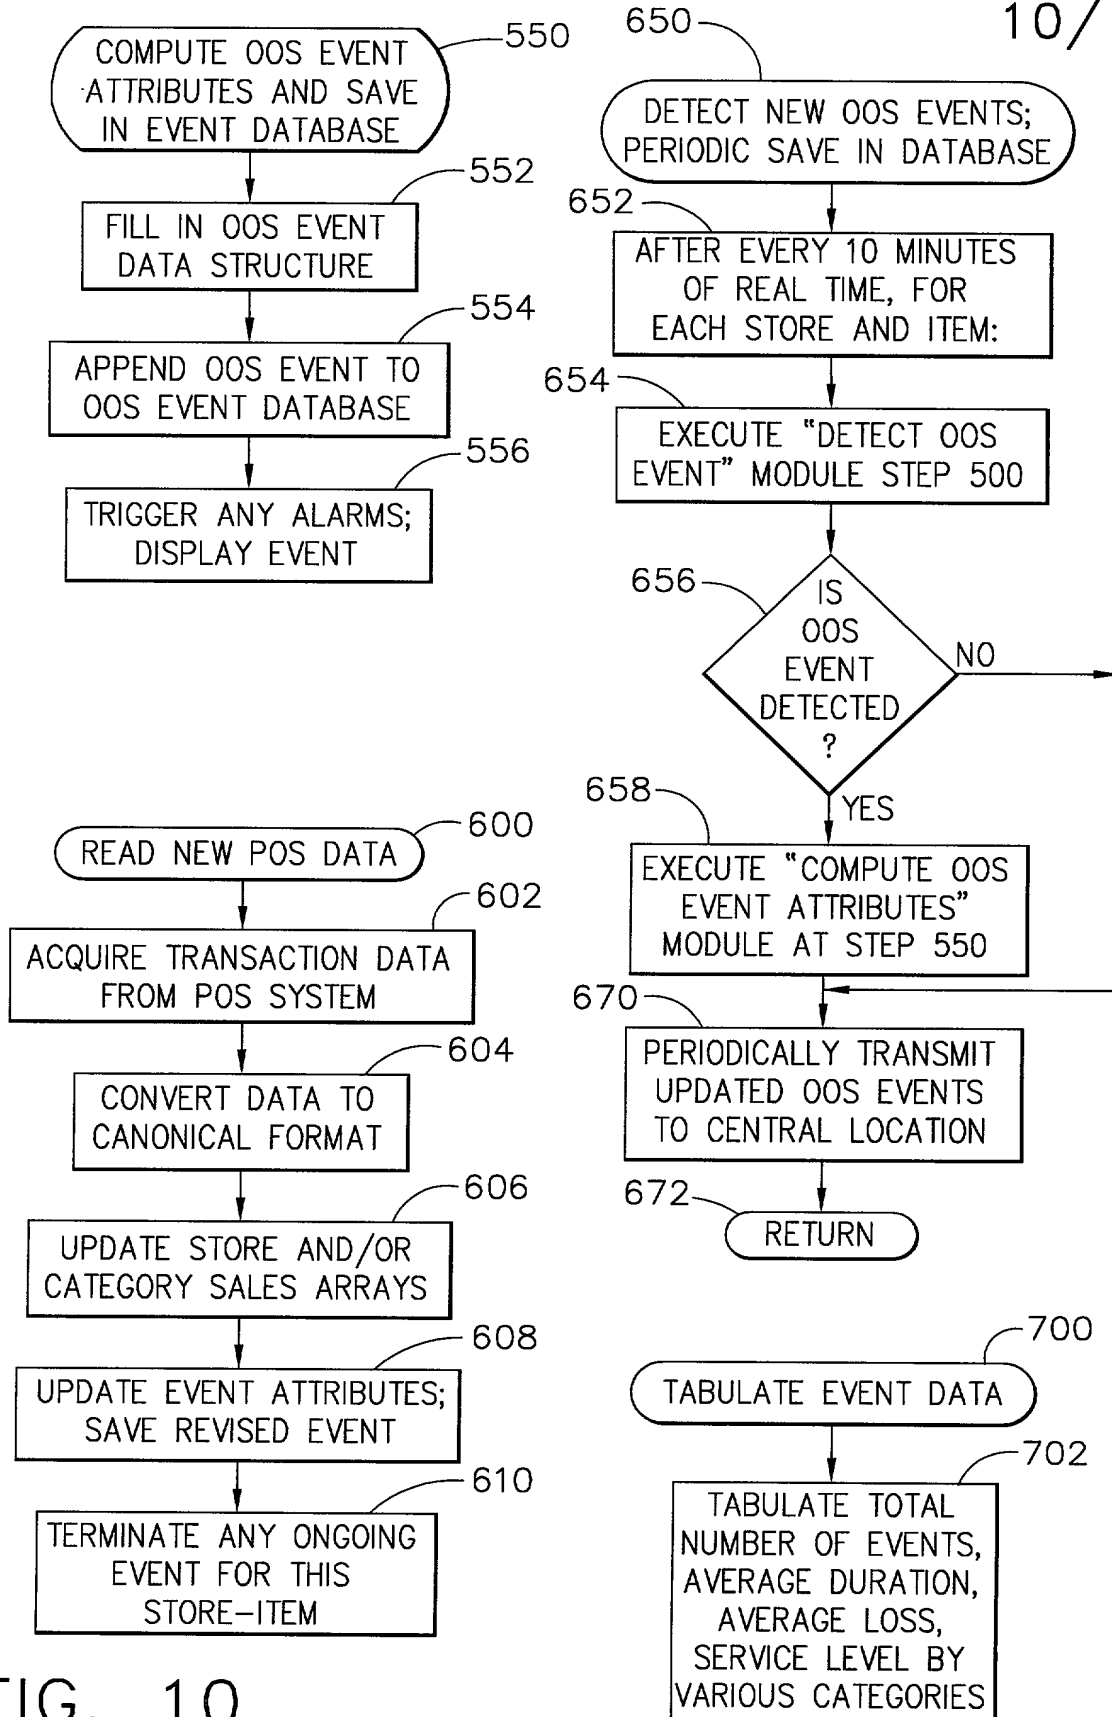 10/
550
COMPUTE OOS EVENT
ATTRIBUTES AND SAVE
IN EVENT DATABASE
552
FILL IN OOS EVENT
DATA STRUCTURE
554
APPEND OOS EVENT TO
OOS EVENT DATABASE
556
TRIGGER ANY ALARMS;
DISPLAY EVENT
600
READ NEW POS DATA
602
ACQUIRE TRANSACTION DATA
FROM POS SYSTEM
604
CONVERT DATA TO
CANONICAL FORMAT
606
UPDATE STORE AND/OR
CATEGORY SALES ARRAYS
608
UPDATE EVENT ATTRIBUTES;
SAVE REVISED EVENT
610
TERMINATE ANY ONGOING
EVENT FOR THIS
STORE-ITEM
650
DETECT NEW OOS EVENTS;
PERIODIC SAVE IN DATABASE
652
AFTER EVERY 10 MINUTES
OF REAL TIME, FOR
EACH STORE AND ITEM:
654
EXECUTE "DETECT OOS
EVENT" MODULE STEP 500
656
IS
OOS
EVENT
DETECTED
?
NO
YES
658
EXECUTE "COMPUTE OOS
EVENT ATTRIBUTES"
MODULE AT STEP 550
670
PERIODICALLY TRANSMIT
UPDATED OOS EVENTS
TO CENTRAL LOCATION
672
RETURN
700
TABULATE EVENT DATA
702
TABULATE TOTAL
NUMBER OF EVENTS,
AVERAGE DURATION,
AVERAGE LOSS,
SERVICE LEVEL BY
VARIOUS CATEGORIES
FIG. 10